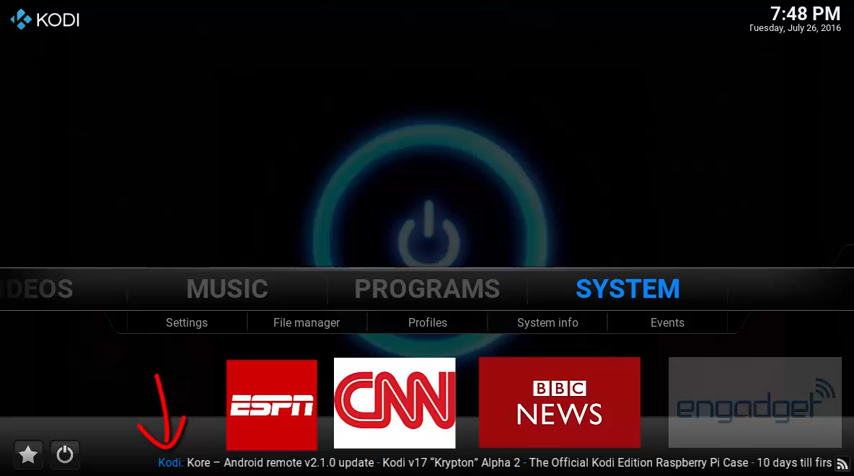 KODI
7:48 PM
Tuesday, July 26, 2016
IDEOS MUSIC PROGRAMS SYSTEM
Settings File manager Profiles System info Events
ESPN
CNN
BBC
NEWS
engadget
Kodi: Kore – Android remote v2.1.0 update - Kodi v17 “Krypton” Alpha 2 - The Official Kodi Edition Raspberry Pi Case - 10 days till firs